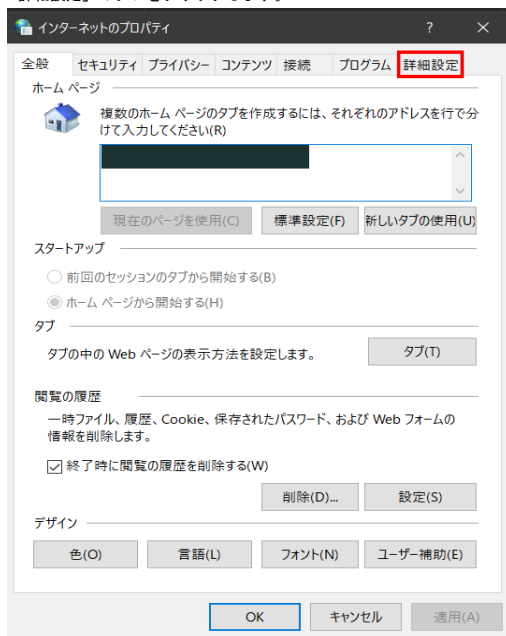 インターネットのプロパティ ? ×
全般 セキュリティ プライバシー コンテンツ 接続 プログラム 詳細設定
ホーム ページ
複数のホーム ページのタブを作成するには、それぞれのアドレスを行で分
けて入力してください(R)
現在のページを使用(C) 標準設定(F) 新しいタブの使用(U)
スタートアップ
前回のセッションのタブから開始する(B)
ホーム ページから開始する(H)
タブ
タブの中の Web ページの表示方法を設定します。 タブ(T)
閲覧の履歴
一時ファイル、履歴、Cookie、保存されたパスワード、および Web フォームの
情報を削除します。
終了時に閲覧の履歴を削除する(W)
削除(D)... 設定(S)
デザイン
色(O) 言語(L) フォント(N) ユーザー補助(E)
OK キャンセル 適用(A)